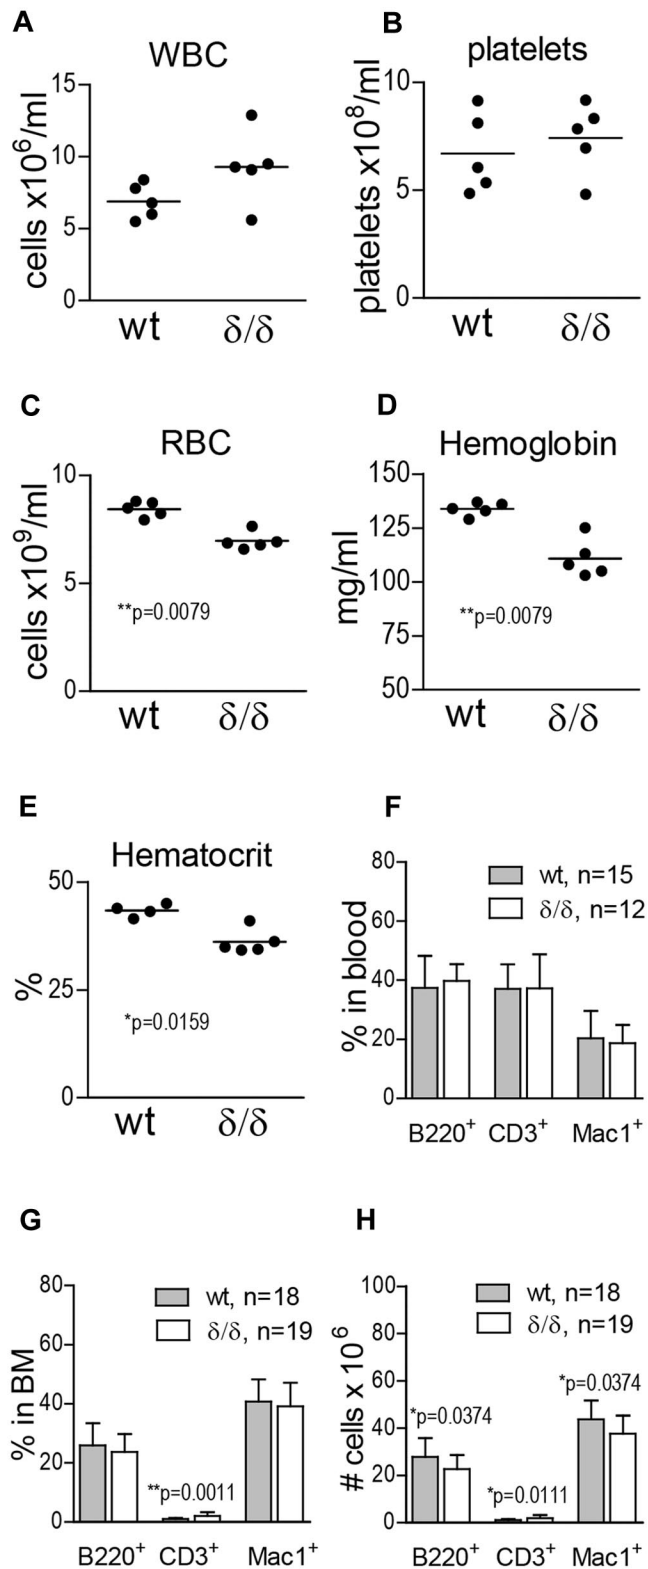 A
WBC
cells x10⁶/ml
15
10
5
0
wt
δ/δ
B
platelets
platelets x10⁸/ml
10
5
0
wt
δ/δ
C
RBC
cells x10⁹/ml
10
5
0
**p=0.0079
wt
δ/δ
D
Hemoglobin
mg/ml
150
125
100
75
50
**p=0.0079
wt
δ/δ
E
Hematocrit
%
50
25
0
*p=0.0159
wt
δ/δ
F
% in blood
80
60
40
20
0
wt, n=15
δ/δ, n=12
B220⁺ CD3⁺ Mac1⁺
G
% in BM
80
60
40
20
0
wt, n=18
δ/δ, n=19
**p=0.0011
B220⁺ CD3⁺ Mac1⁺
H
# cells x 10⁶
100
80
60
40
20
0
wt, n=18
δ/δ, n=19
*p=0.0374
*p=0.0374
*p=0.0111
B220⁺ CD3⁺ Mac1⁺